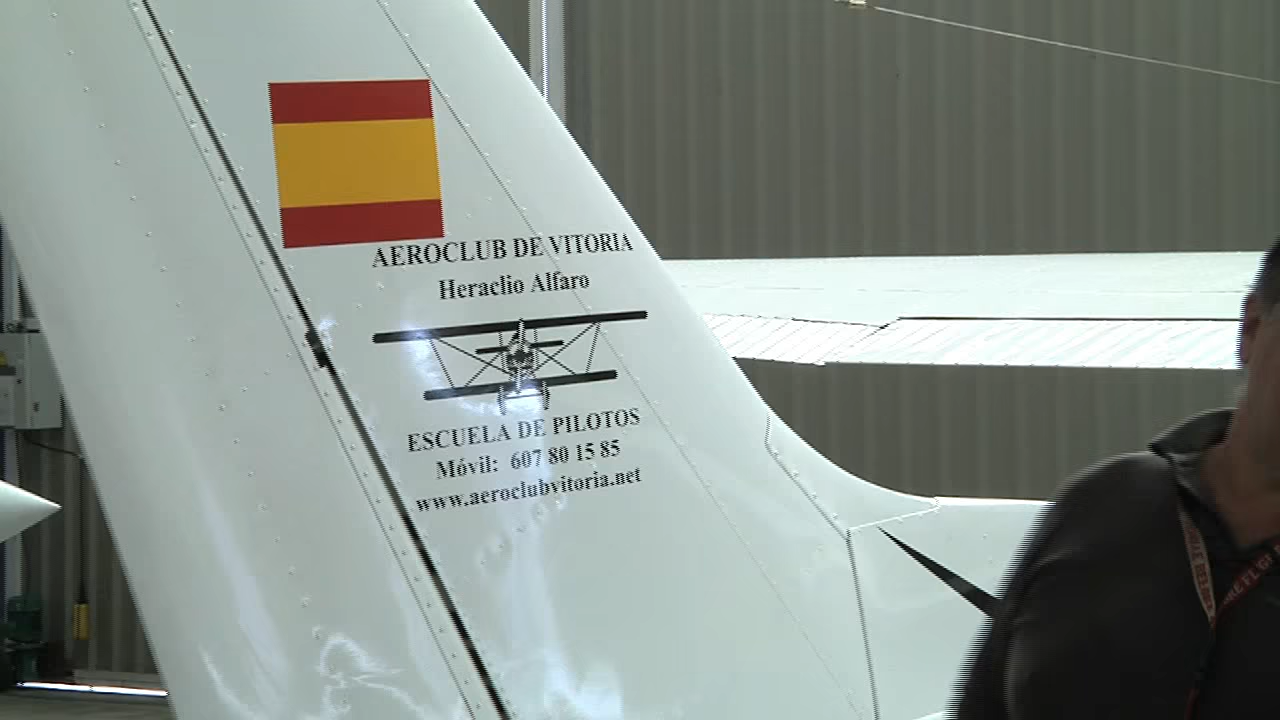 AEROCLUB DE VITORIA
Heraclio Alfaro
ESCUELA DE PILOTOS
Móvil: 607 80 15 85
www.aeroclubvitoria.net